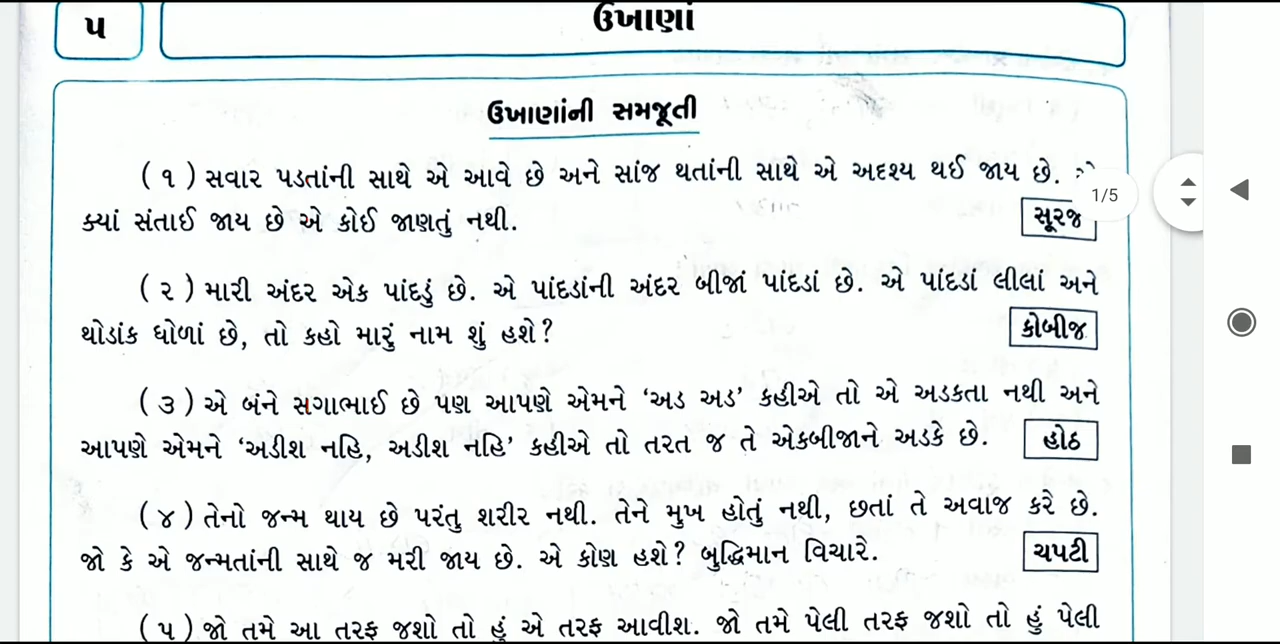 ૫
ઉખાણાં
ઉખાણાંની સમજૂતી
(૧) સવાર પડતાંની સાથે એ આવે છે અને સાંજ થતાંની સાથે એ અદશ્ય થઈ જાય છે.
1/5
ક્યાં સંતાઈ જાય છે એ કોઈ જાણતું નથી. સૂરજ
(૨) મારી અંદર એક પાંદડું છે. એ પાંદડાંની અંદર બીજાં પાંદડાં છે. એ પાંદડાં લીલાં અને
થોડાંક ધોળાં છે, તો કહો મારું નામ શું હશે? કોબીજ
(૩) એ બંને સગાભાઈ છે પણ આપણે એમને ‘અડ અડ’ કહીએ તો એ અડકતા નથી અને
આપણે એમને ‘અડીશ નહિ, અડીશ નહિ’ કહીએ તો તરત જ તે એકબીજાને અડકે છે. હોઠ
(૪) તેનો જન્મ થાય છે પરંતુ શરીર નથી. તેને મુખ હોતું નથી, છતાં તે અવાજ કરે છે.
જો કે એ જન્મતાંની સાથે જ મરી જાય છે. એ કોણ હશે? બુદ્ધિમાન વિચારે. ચપટી
(૫) જો તમે આ તરફ જશો તો હું એ તરફ આવીશ. જો તમે પેલી તરફ જશો તો હું પેલી